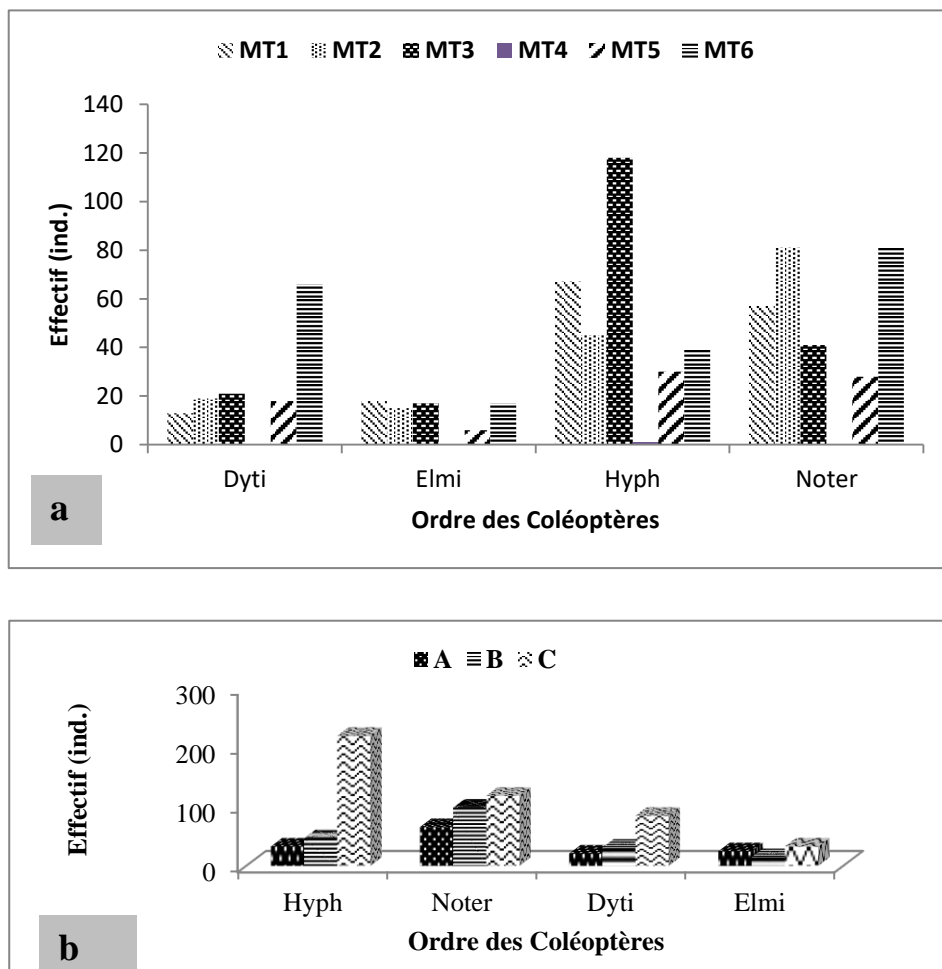 MT1 MT2 MT3 MT4 MT5 MT6
140
120
100
80
60
40
20
0
Effectif (ind.)
Dyti Elmi Hyph Noter
Ordre des Coléoptères
a
A B C
300
200
100
0
Effectif (ind.)
Hyph Noter Dyti Elmi
Ordre des Coléoptères
b